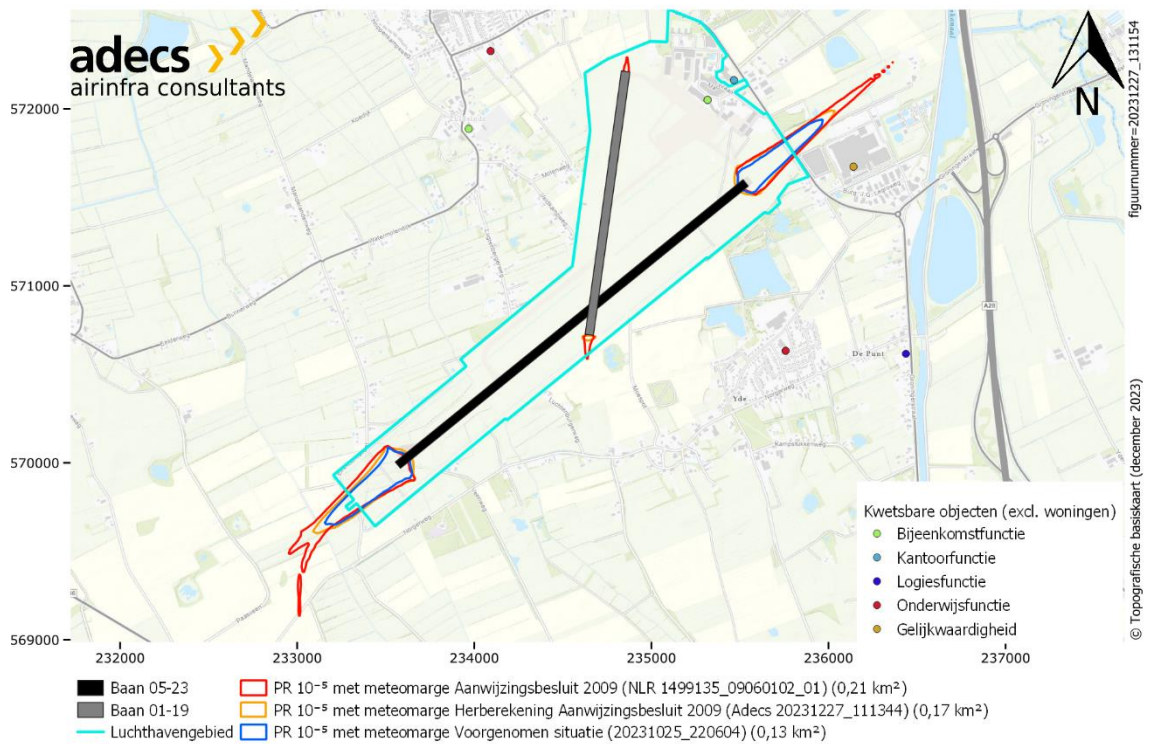 adecs
airinfra consultants
N
figuurnummer=20231227_131154
© Topografische basiskaart (december 2023)
572000
571000
570000
569000
232000
233000
234000
235000
236000
237000
Yde
De Punt
A28
Kwetsbare objecten (excl. woningen)
Bijeenkomstfunctie
Kantoorfunctie
Logiesfunctie
Onderwijsfunctie
Gelijkwaardigheid
Baan 05-23
Baan 01-19
Luchthavengebied
PR 10⁻⁵ met meteomarge Aanwijzingsbesluit 2009 (NLR 1499135_09060102_01) (0,21 km²)
PR 10⁻⁵ met meteomarge Herberekening Aanwijzingsbesluit 2009 (Adecs 20231227_111344) (0,17 km²)
PR 10⁻⁵ met meteomarge Voorgenomen situatie (20231025_220604) (0,13 km²)